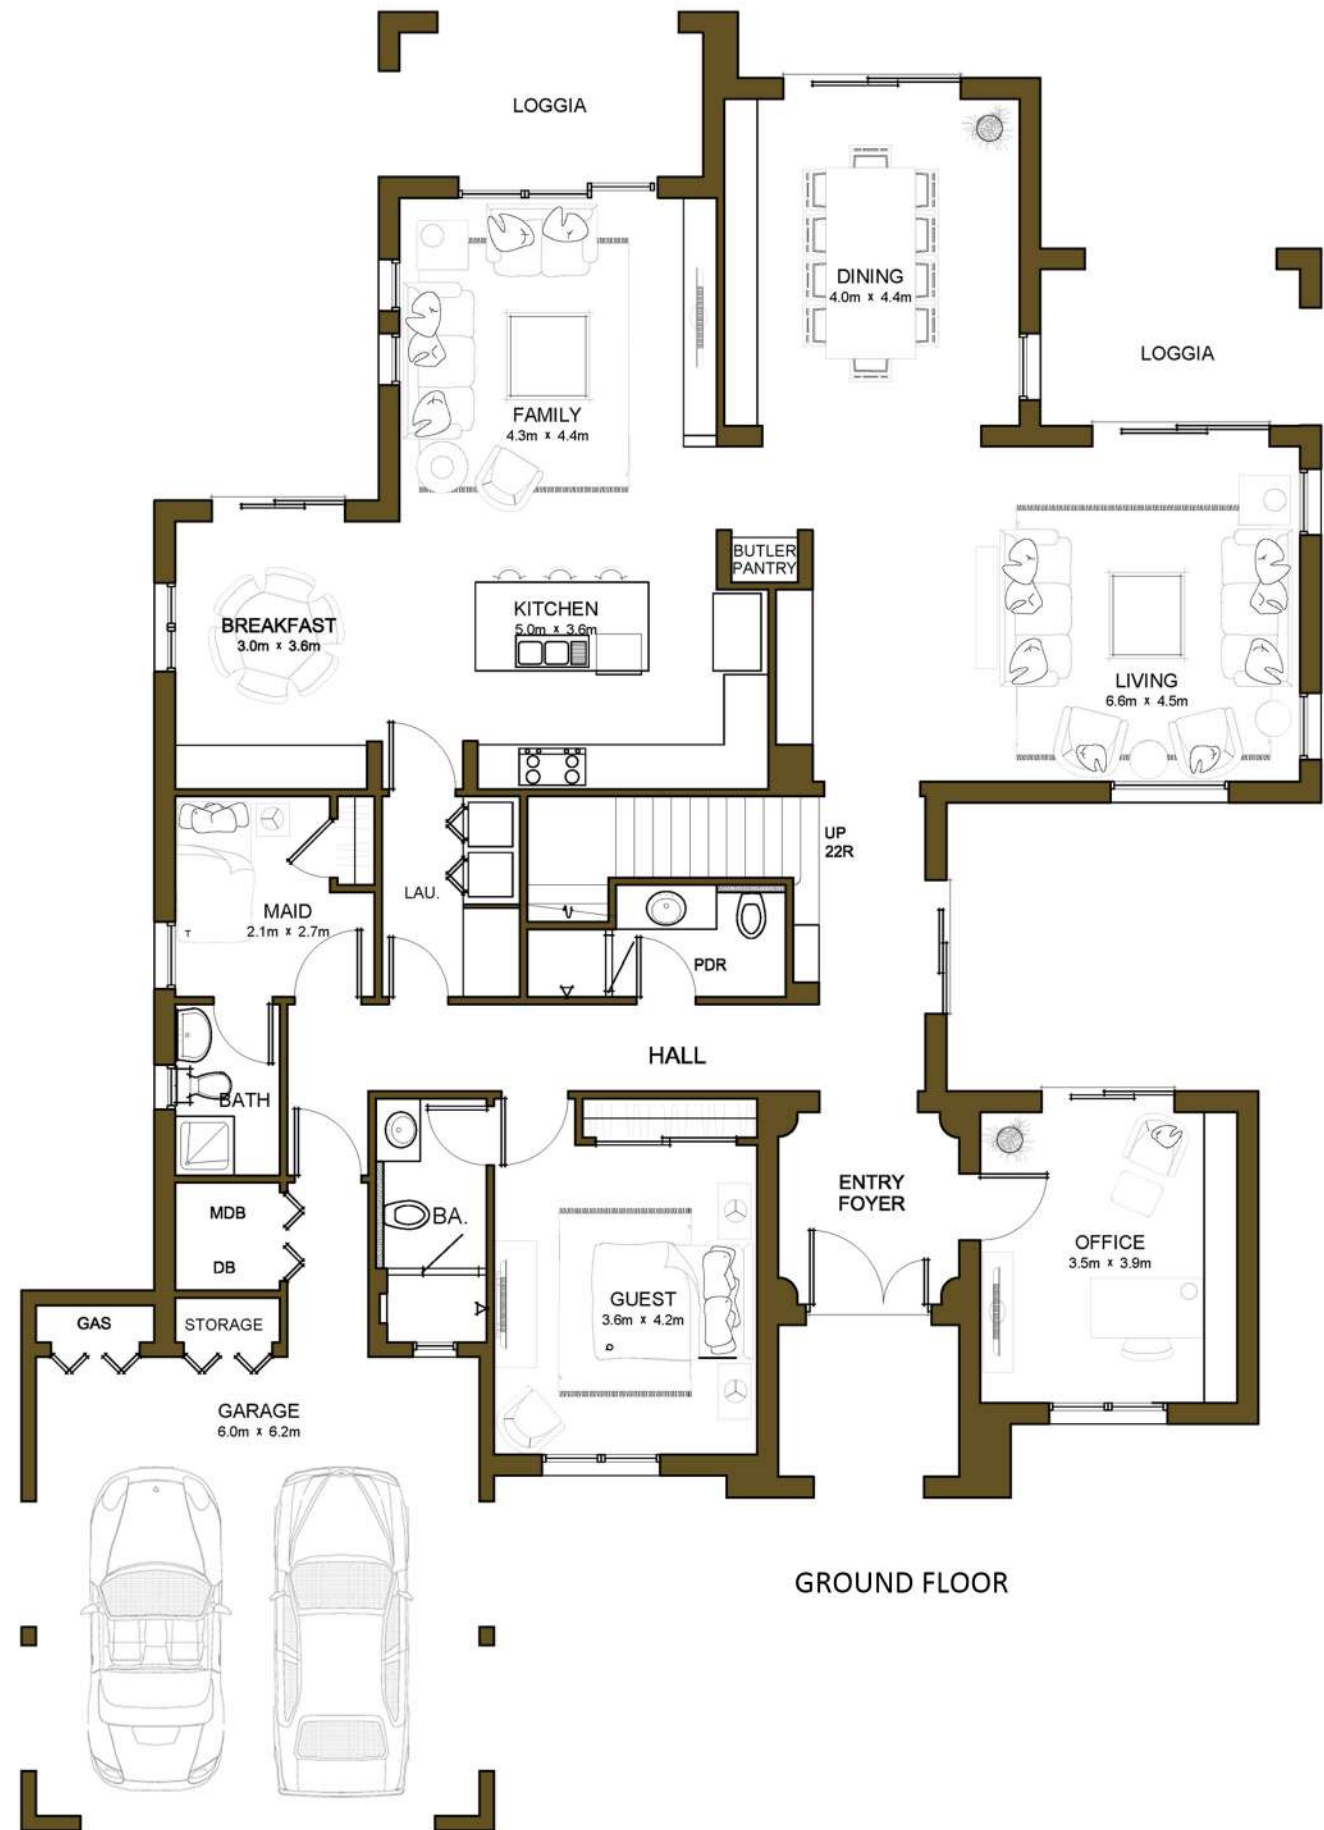 LOGGIA
DINING
4.0m x 4.4m
LOGGIA
FAMILY
4.3m x 4.4m
BUTLER
PANTRY
KITCHEN
5.0m x 3.6m
BREAKFAST
3.0m x 3.6m
LIVING
6.6m x 4.5m
UP
22R
LAU.
MAID
2.1m x 2.7m
PDR
HALL
BATH
ENTRY
FOYER
MDB
BA.
OFFICE
3.5m x 3.9m
DB
GUEST
3.6m x 4.2m
GAS
STORAGE
GARAGE
6.0m x 6.2m
GROUND FLOOR